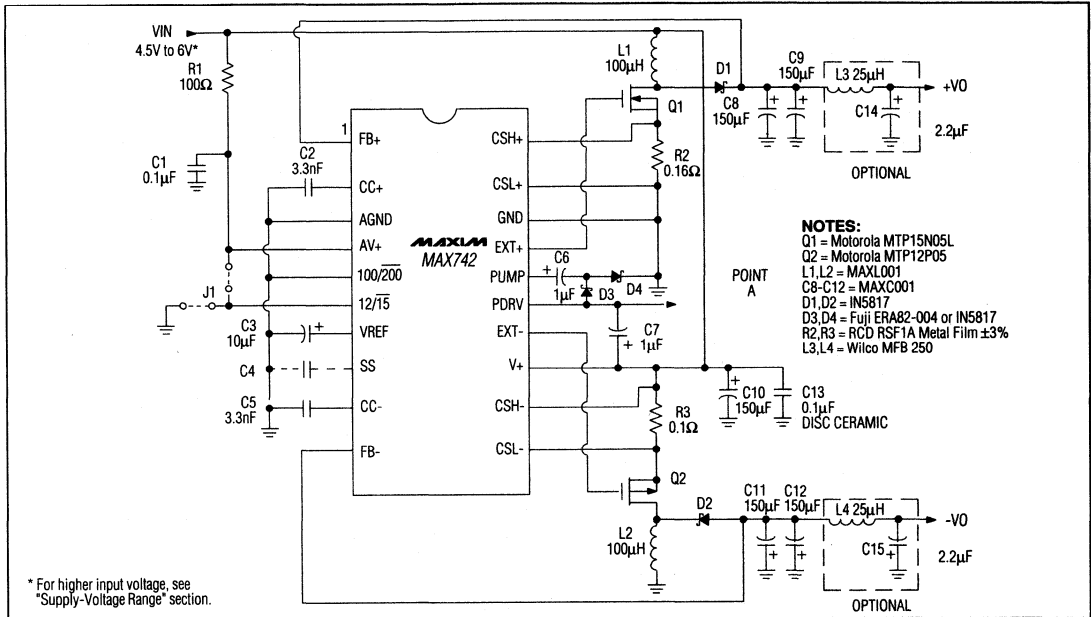 VIN
4.5V to 6V*
R1
100Ω
C1
0.1µF
C2
3.3nF
J1
C3
10µF
C4
C5
3.3nF
1
FB+
CC+
AGND
AV+
100/200
12/15
VREF
SS
CC-
FB-
MAXIM
MAX742
CSH+
CSL+
GND
EXT+
PUMP
PDRV
EXT-
V+
CSH-
CSL-
L1
100µH
Q1
R2
0.16Ω
C6
1µF
D3
D4
C7
1µF
R3
0.1Ω
Q2
L2
100µH
D1
C8
150µF
C9
150µF
L3 25µH
C14
+VO
2.2µF
OPTIONAL
POINT
A
NOTES:
Q1 = Motorola MTP15N05L
Q2 = Motorola MTP12P05
L1,L2 = MAXL001
C8-C12 = MAXC001
D1,D2 = IN5817
D3,D4 = Fuji ERA82-004 or IN5817
R2,R3 = RCD RSF1A Metal Film ±3%
L3,L4 = Wilco MFB 250
C10
150µF
C13
0.1µF
DISC CERAMIC
D2
C11
150µF
C12
150µF
L4 25µH
C15
-VO
2.2µF
OPTIONAL
* For higher input voltage, see
"Supply-Voltage Range" section.